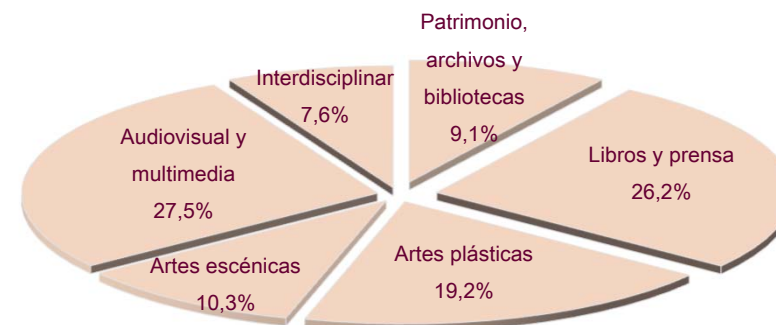 Patrimonio,
archivos y
bibliotecas
9,1%
Interdisciplinar
7,6%
Libros y prensa
26,2%
Audiovisual y
multimedia
27,5%
Artes plásticas
19,2%
Artes escénicas
10,3%